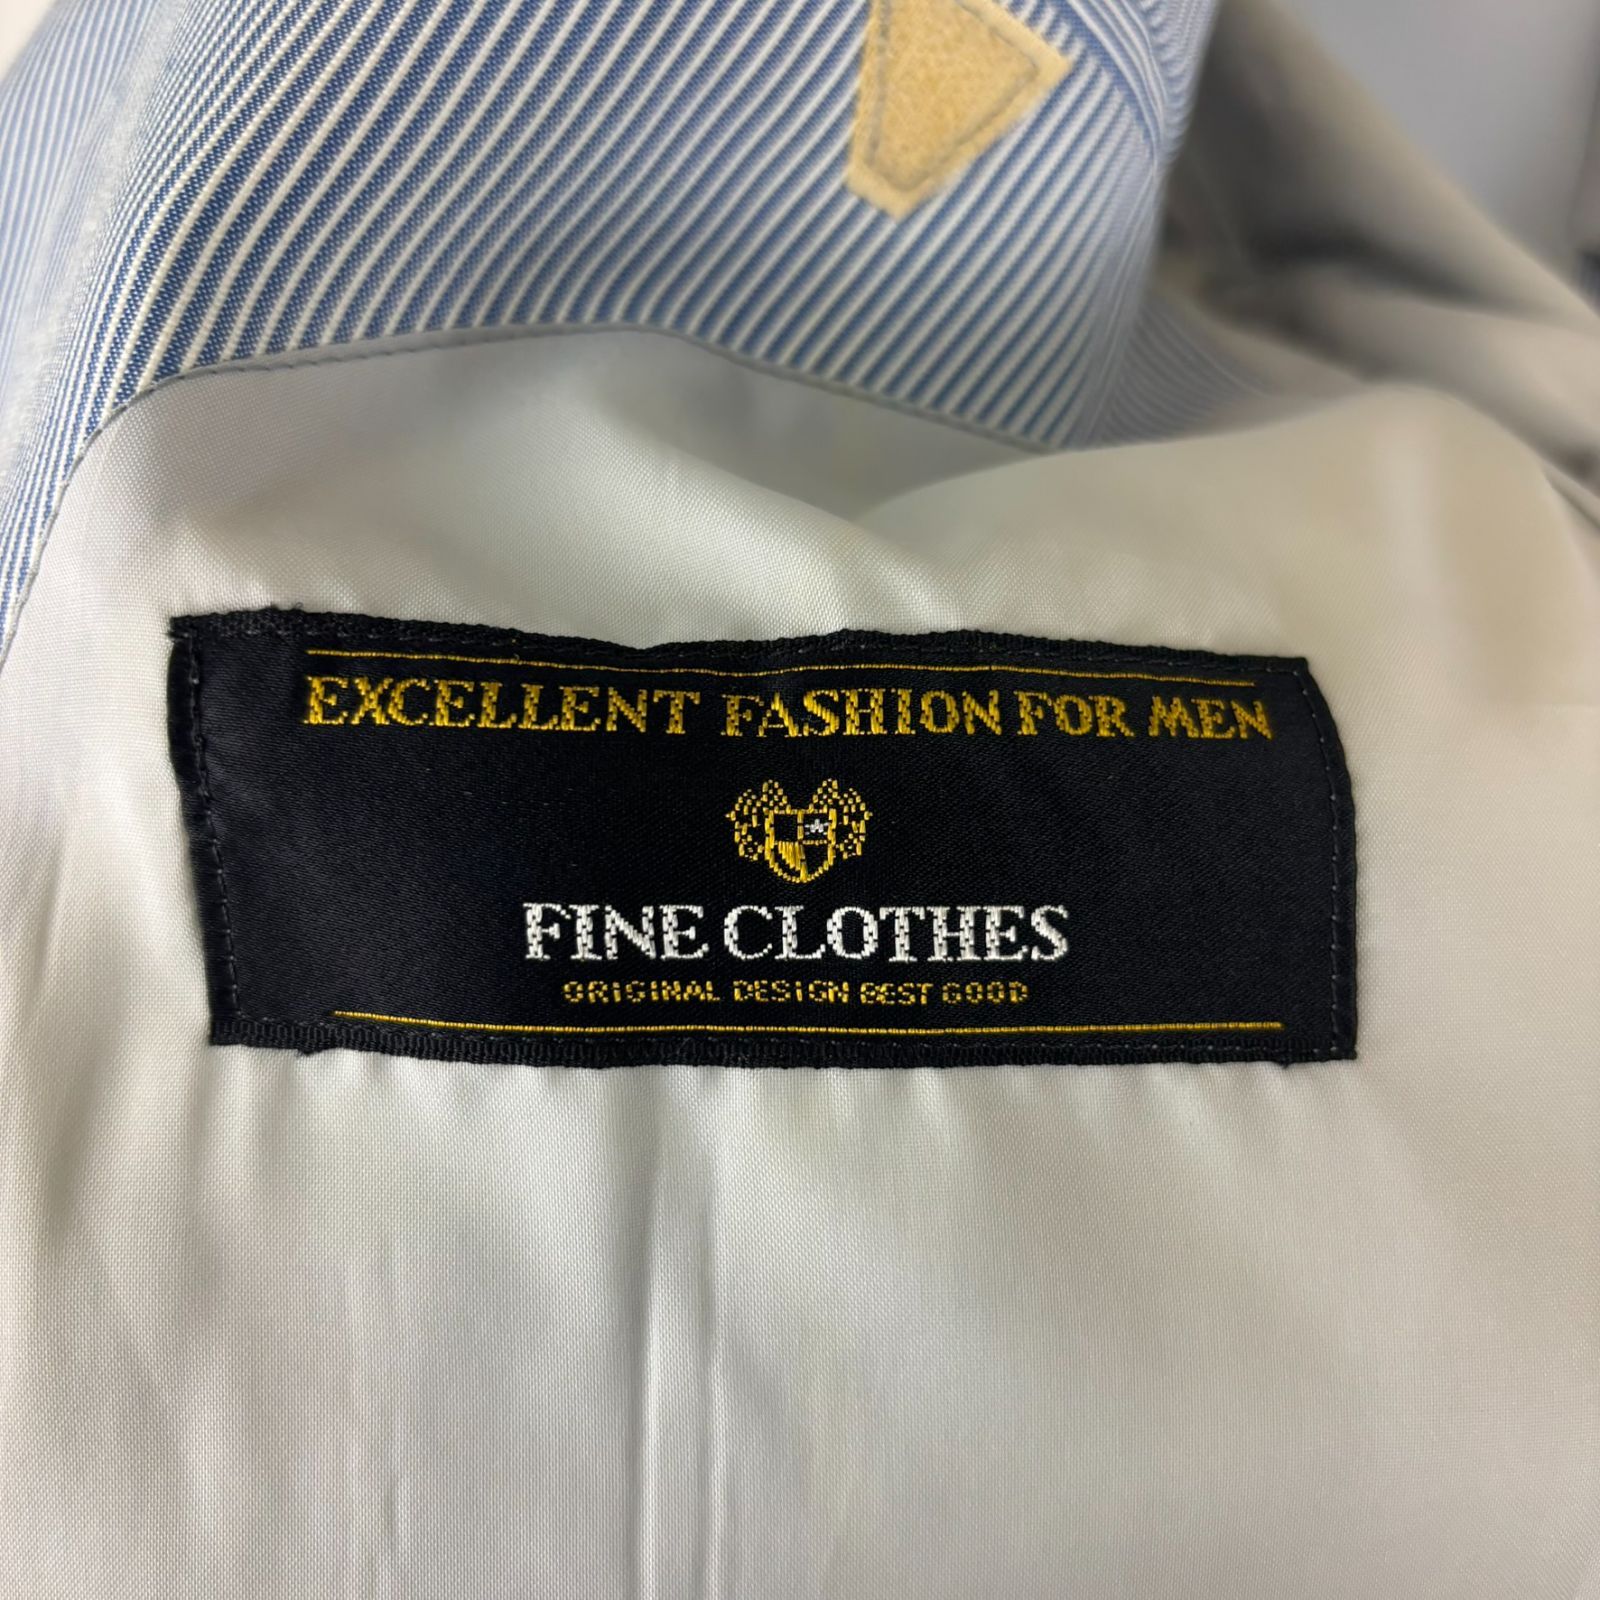 EXCELLENT FASHION FOR MEN
FINE CLOTHES
ORIGINAL DESIGN BEST GOOD